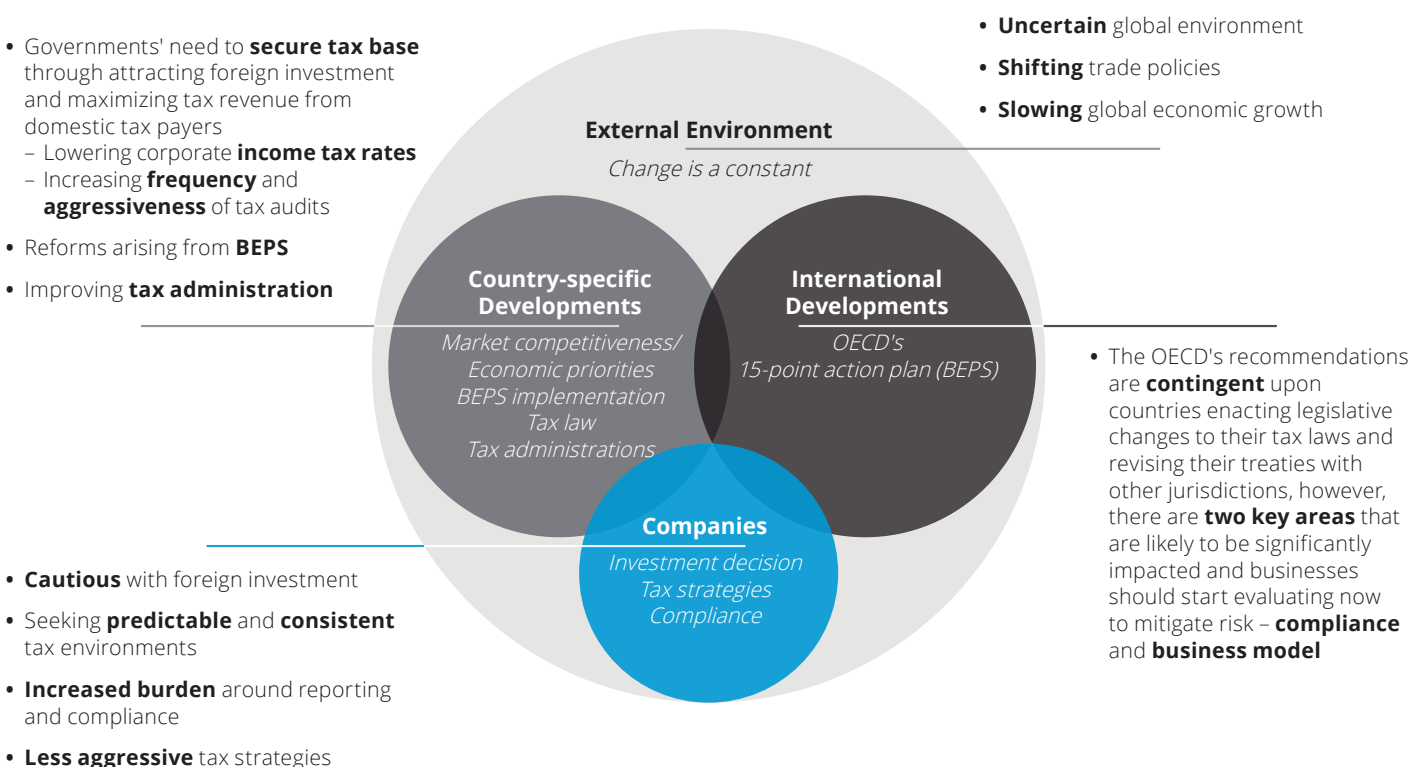 • Governments' need to secure tax base
through attracting foreign investment
and maximizing tax revenue from
domestic tax payers
– Lowering corporate income tax rates
– Increasing frequency and
aggressiveness of tax audits
• Reforms arising from BEPS
• Improving tax administration
• Uncertain global environment
• Shifting trade policies
• Slowing global economic growth
External Environment
Change is a constant
Country-specific
Developments
Market competitiveness/
Economic priorities
BEPS implementation
Tax law
Tax administrations
International
Developments
OECD's
15-point action plan (BEPS)
• The OECD's recommendations
are contingent upon
countries enacting legislative
changes to their tax laws and
revising their treaties with
other jurisdictions, however,
there are two key areas that
are likely to be significantly
impacted and businesses
should start evaluating now
to mitigate risk – compliance
and business model
Companies
Investment decision
Tax strategies
Compliance
• Cautious with foreign investment
• Seeking predictable and consistent
tax environments
• Increased burden around reporting
and compliance
• Less aggressive tax strategies